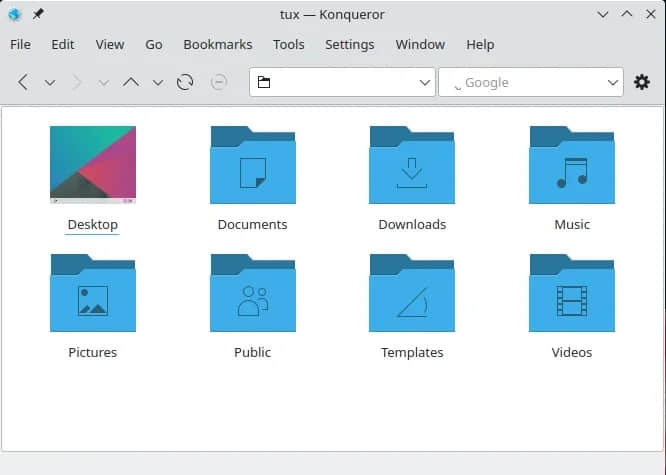 tux — Konqueror
File Edit View Go Bookmarks Tools Settings Window Help
Google
Desktop Documents Downloads Music
Pictures Public Templates Videos